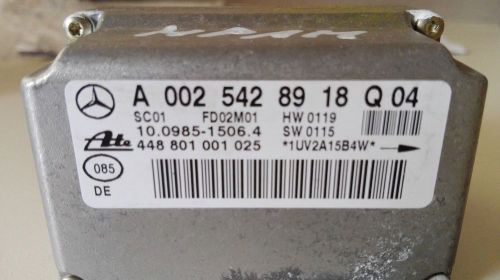 A 002 542 89 18 Q 04
SC01 FD02M01 HW 0119
10.0985-1506.4 SW 0115
Ate 448 801 001 025 *1UV2A15B4W*
085
DE